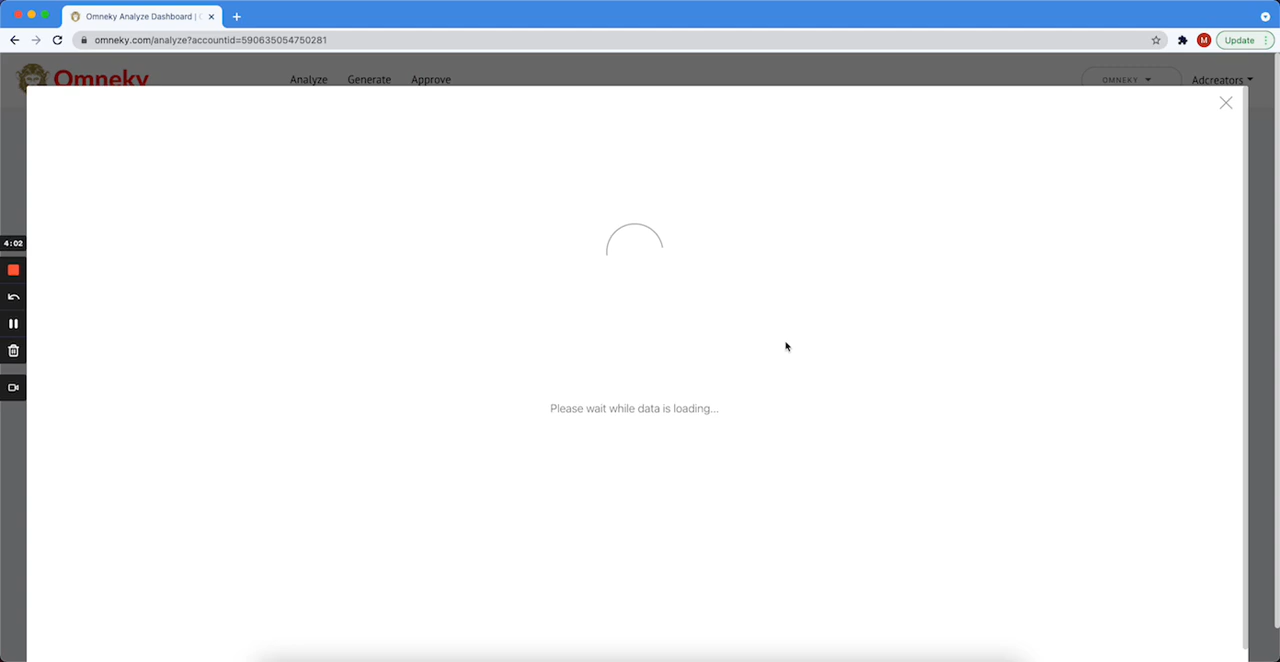 Omneky Analyze Dashboard | (
omneky.com/analyze?accountid=590635054750281
M
Update
Omneky
Analyze
Generate
Approve
OMNEKY
Adcreators
4:02
Please wait while data is loading...